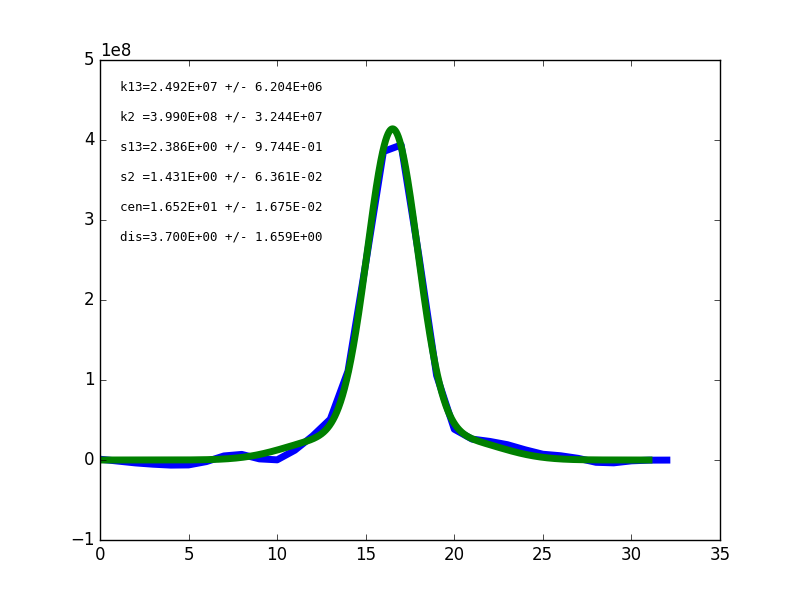 1e8
5
k13=2.492E+07 +/- 6.204E+06
k2 =3.990E+08 +/- 3.244E+07
4
s13=2.386E+00 +/- 9.744E-01
s2 =1.431E+00 +/- 6.361E-02
3
cen=1.652E+01 +/- 1.675E-02
dis=3.700E+00 +/- 1.659E+00
2
1
0
−1
0 5 10 15 20 25 30 35